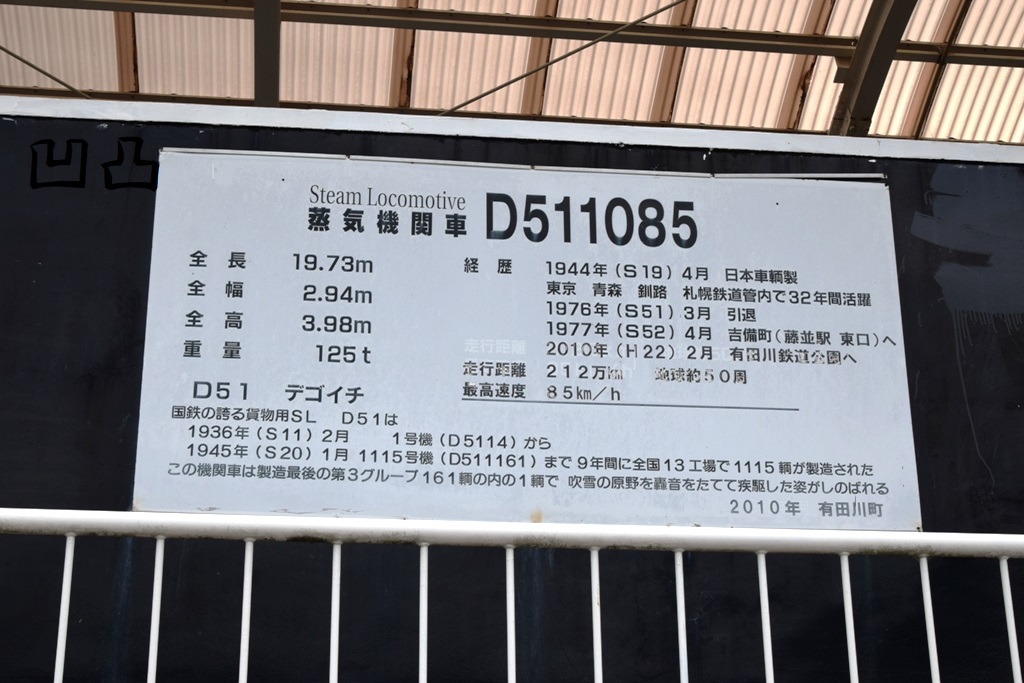 凹凸
Steam Locomotive
蒸気機関車 D511085
全長 19.73m
全幅 2.94m
全高 3.98m
重量 125t
経歴 1944年(S19)4月 日本車輌製
東京 青森 釧路 札幌鉄道管内で32年間活躍
1976年(S51)3月 引退
1977年(S52)4月 吉備町(藤並駅 東口)へ
2010年(H22)2月 有田川鉄道公園へ
走行距離 212万km 地球約50周
最高速度 85km/h
D51 デゴイチ
国鉄の誇る貨物用SL D51は
1936年(S11)2月 1号機(D5114)から
1945年(S20)1月 1115号機(D511161)まで9年間に全国13工場で1115輌が製造された
この機関車は製造最後の第3グループ161輌の内の1輌で 吹雪の原野を轟音をたてて疾駆した姿がしのばれる
2010年 有田川町